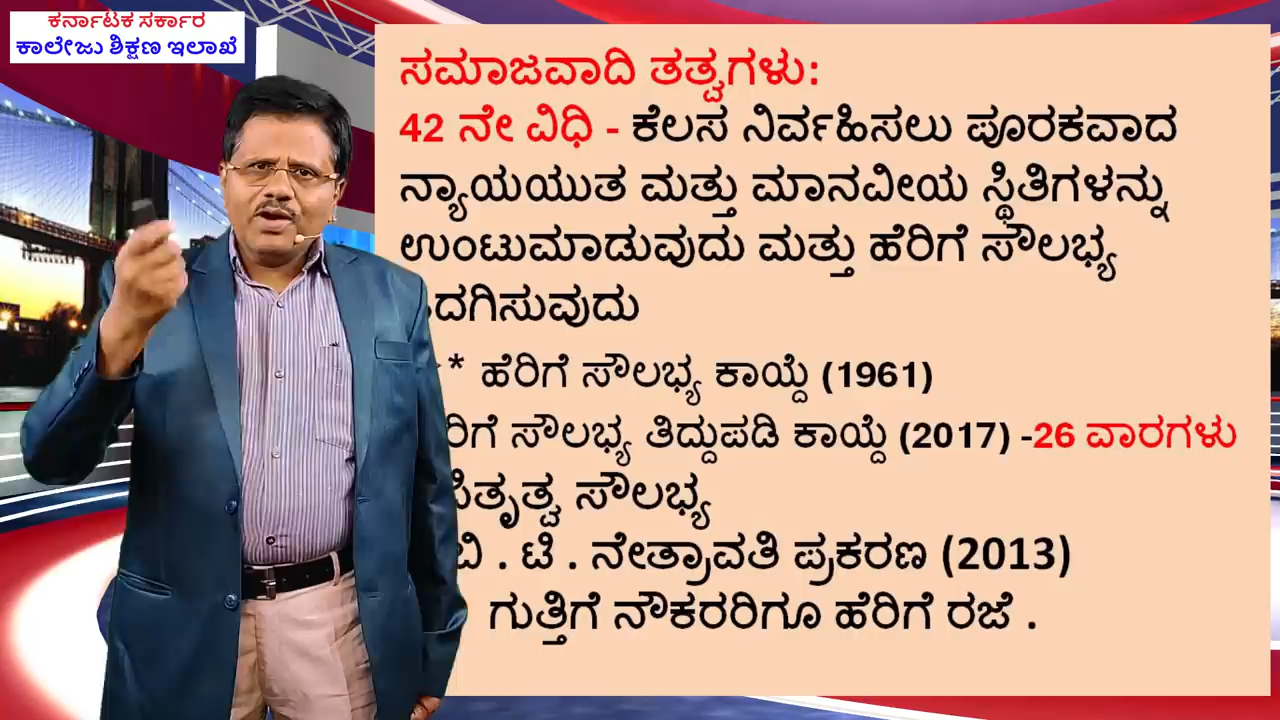 ಕರ್ನಾಟಕ ಸರ್ಕಾರ
ಕಾಲೇಜು ಶಿಕ್ಷಣ ಇಲಾಖೆ
ಸಮಾಜವಾದಿ ತತ್ವಗಳು:
42 ನೇ ವಿಧಿ - ಕೆಲಸ ನಿರ್ವಹಿಸಲು ಪೂರಕವಾದ
ನ್ಯಾಯಯುತ ಮತ್ತು ಮಾನವೀಯ ಸ್ಥಿತಿಗಳನ್ನು
ಉಂಟುಮಾಡುವುದು ಮತ್ತು ಹೆರಿಗೆ ಸೌಲಭ್ಯ
* ಹೆರಿಗೆ ಸೌಲಭ್ಯ ಕಾಯ್ದೆ (1961)
ಸೌಲಭ್ಯ ತಿದ್ದುಪಡಿ ಕಾಯ್ದೆ (2017) -26 ವಾರಗಳು
ಸೌಲಭ್ಯ
ಟಿ . ನೇತ್ರಾವತಿ ಪ್ರಕರಣ (2013)
ಗುತ್ತಿಗೆ ನೌಕರರಿಗೂ ಹೆರಿಗೆ ರಜೆ .